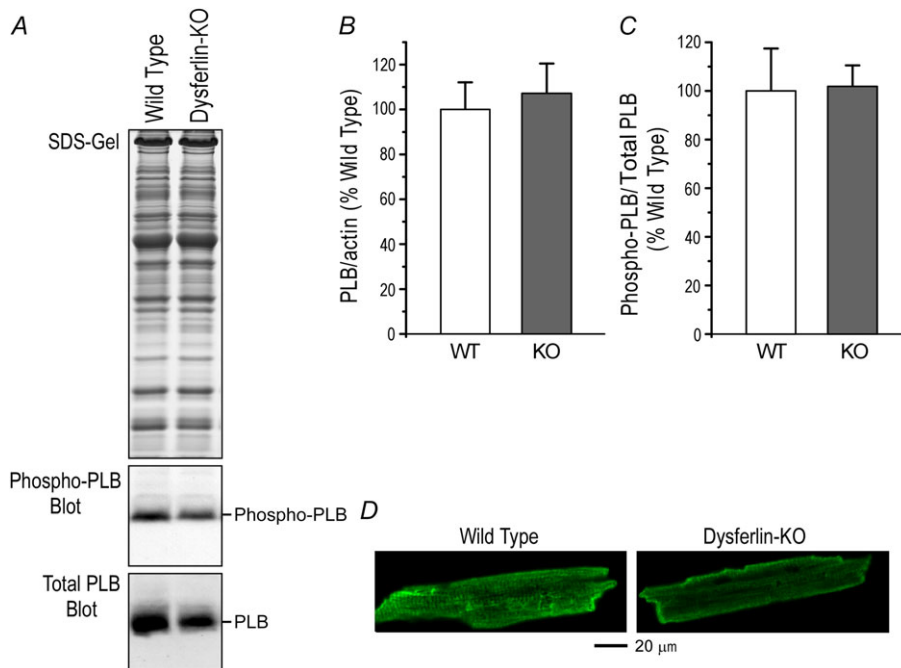 A
Wild Type
Dysferlin-KO
SDS-Gel
Phospho-PLB
Blot
Phospho-PLB
Total PLB
Blot
PLB
B
PLB/actin (% Wild Type)
120
100
80
60
40
20
0
WT
KO
C
Phospho-PLB/Total PLB
(% Wild Type)
120
100
80
60
40
20
0
WT
KO
D
Wild Type
Dysferlin-KO
20 µm